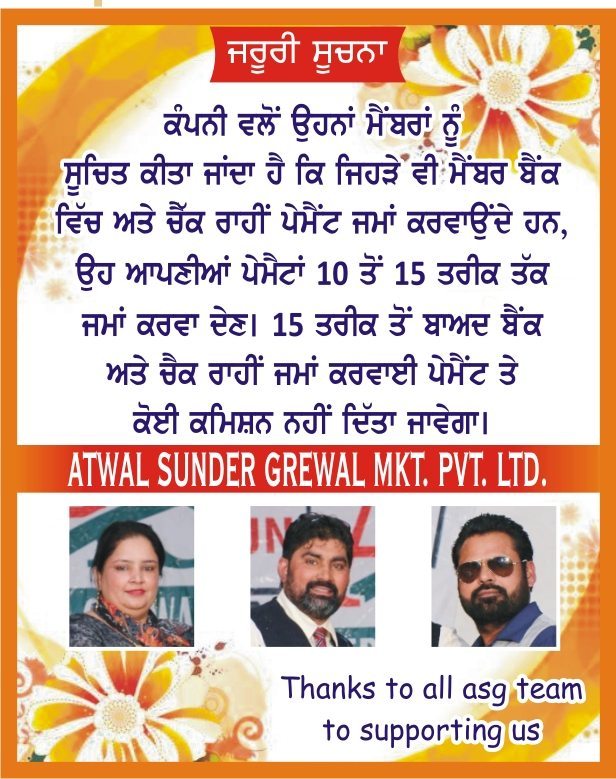 ਜਰੂਰੀ ਸੂਚਨਾ
ਕੰਪਨੀ ਵਲੋਂ ਉਹਨਾਂ ਮੈਂਬਰਾਂ ਨੂੰ
ਸੂਚਿਤ ਕੀਤਾ ਜਾਂਦਾ ਹੈ ਕਿ ਜਿਹੜੇ ਵੀ ਮੈਂਬਰ ਬੈਂਕ
ਵਿੱਚ ਅਤੇ ਚੈੱਕ ਰਾਹੀਂ ਪੇਮੈਂਟ ਜਮਾਂ ਕਰਵਾਉਂਦੇ ਹਨ,
ਉਹ ਆਪਣੀਆਂ ਪੇਮੈਟਾਂ 10 ਤੋਂ 15 ਤਰੀਕ ਤੱਕ
ਜਮਾਂ ਕਰਵਾ ਦੇਣ। 15 ਤਰੀਕ ਤੋਂ ਬਾਅਦ ਬੈਂਕ
ਅਤੇ ਚੈਕ ਰਾਹੀਂ ਜਮਾਂ ਕਰਵਾਈ ਪੇਮੈਂਟ ਤੇ
ਕੋਈ ਕਮਿਸ਼ਨ ਨਹੀਂ ਦਿੱਤਾ ਜਾਵੇਗਾ।
ATWAL SUNDER GREWAL MKT. PVT. LTD.
Thanks to all asg team
to supporting us